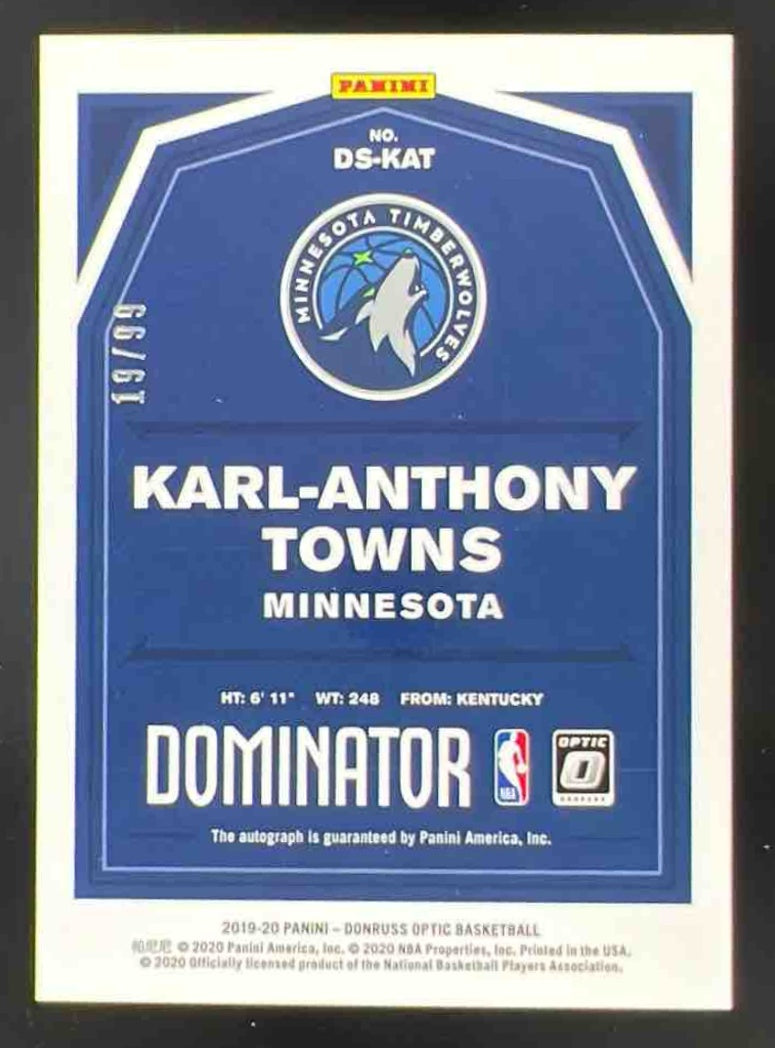 PANINI
NO.
DS-KAT
MINNESOTA TIMBERWOLVES
19/99
KARL-ANTHONY
TOWNS
MINNESOTA
HT: 6' 11" WT: 248 FROM: KENTUCKY
DOMINATOR
NBA
OPTIC
The autograph is guaranteed by Panini America, Inc.
2019-20 PANINI – DONRUSS OPTIC BASKETBALL
帕尼尼 © 2020 Panini America, Inc. © 2020 NBA Properties, Inc. Printed in the USA.
© 2020 Officially licensed product of the National Basketball Players Association.